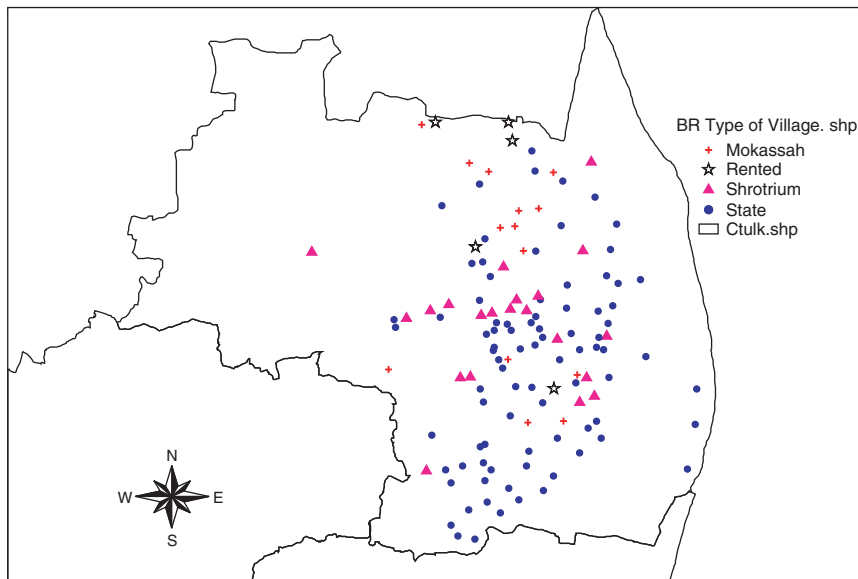 BR Type of Village. shp
Mokassah
Rented
Shrotrium
State
Ctulk.shp
N
W E
S